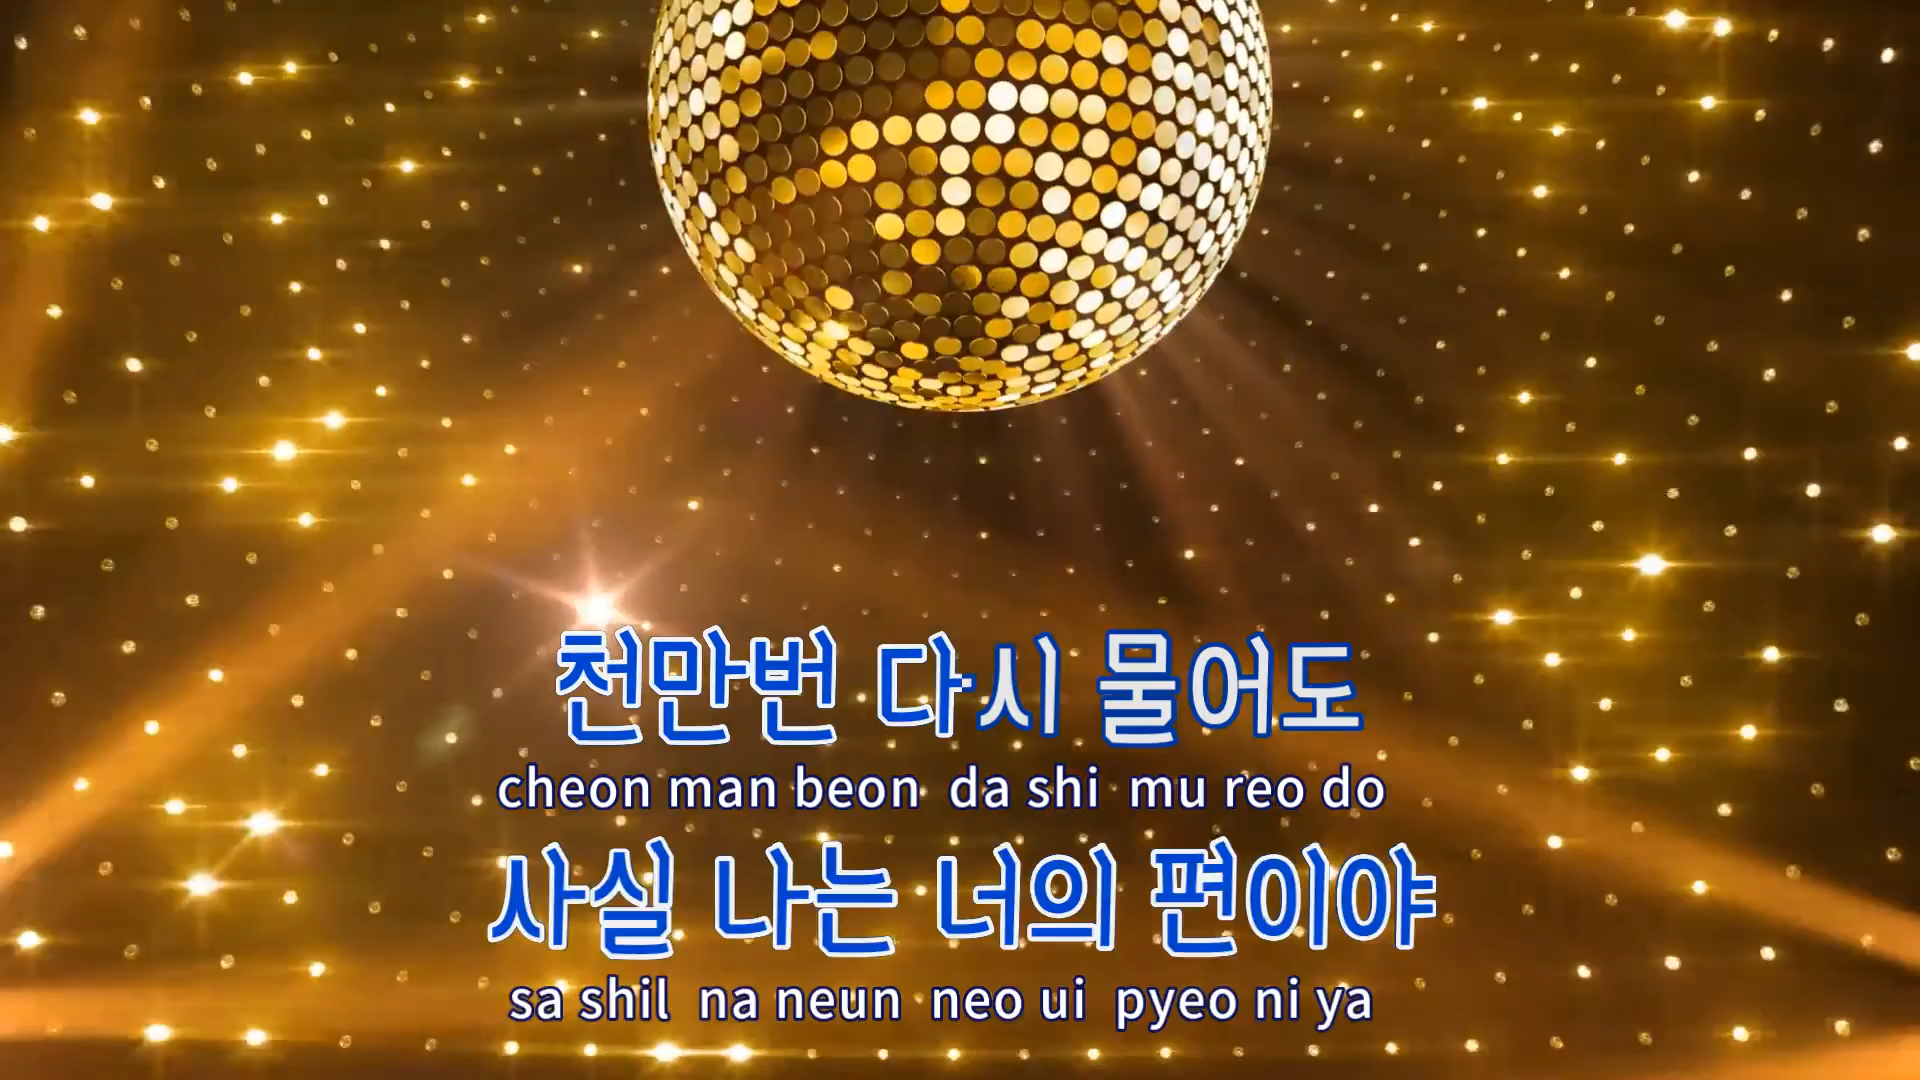 천만번 다시 물어도
cheon man beon da shi mu reo do
사실 나는 너의 편이야
sa shil na neun neo ui pyeo ni ya